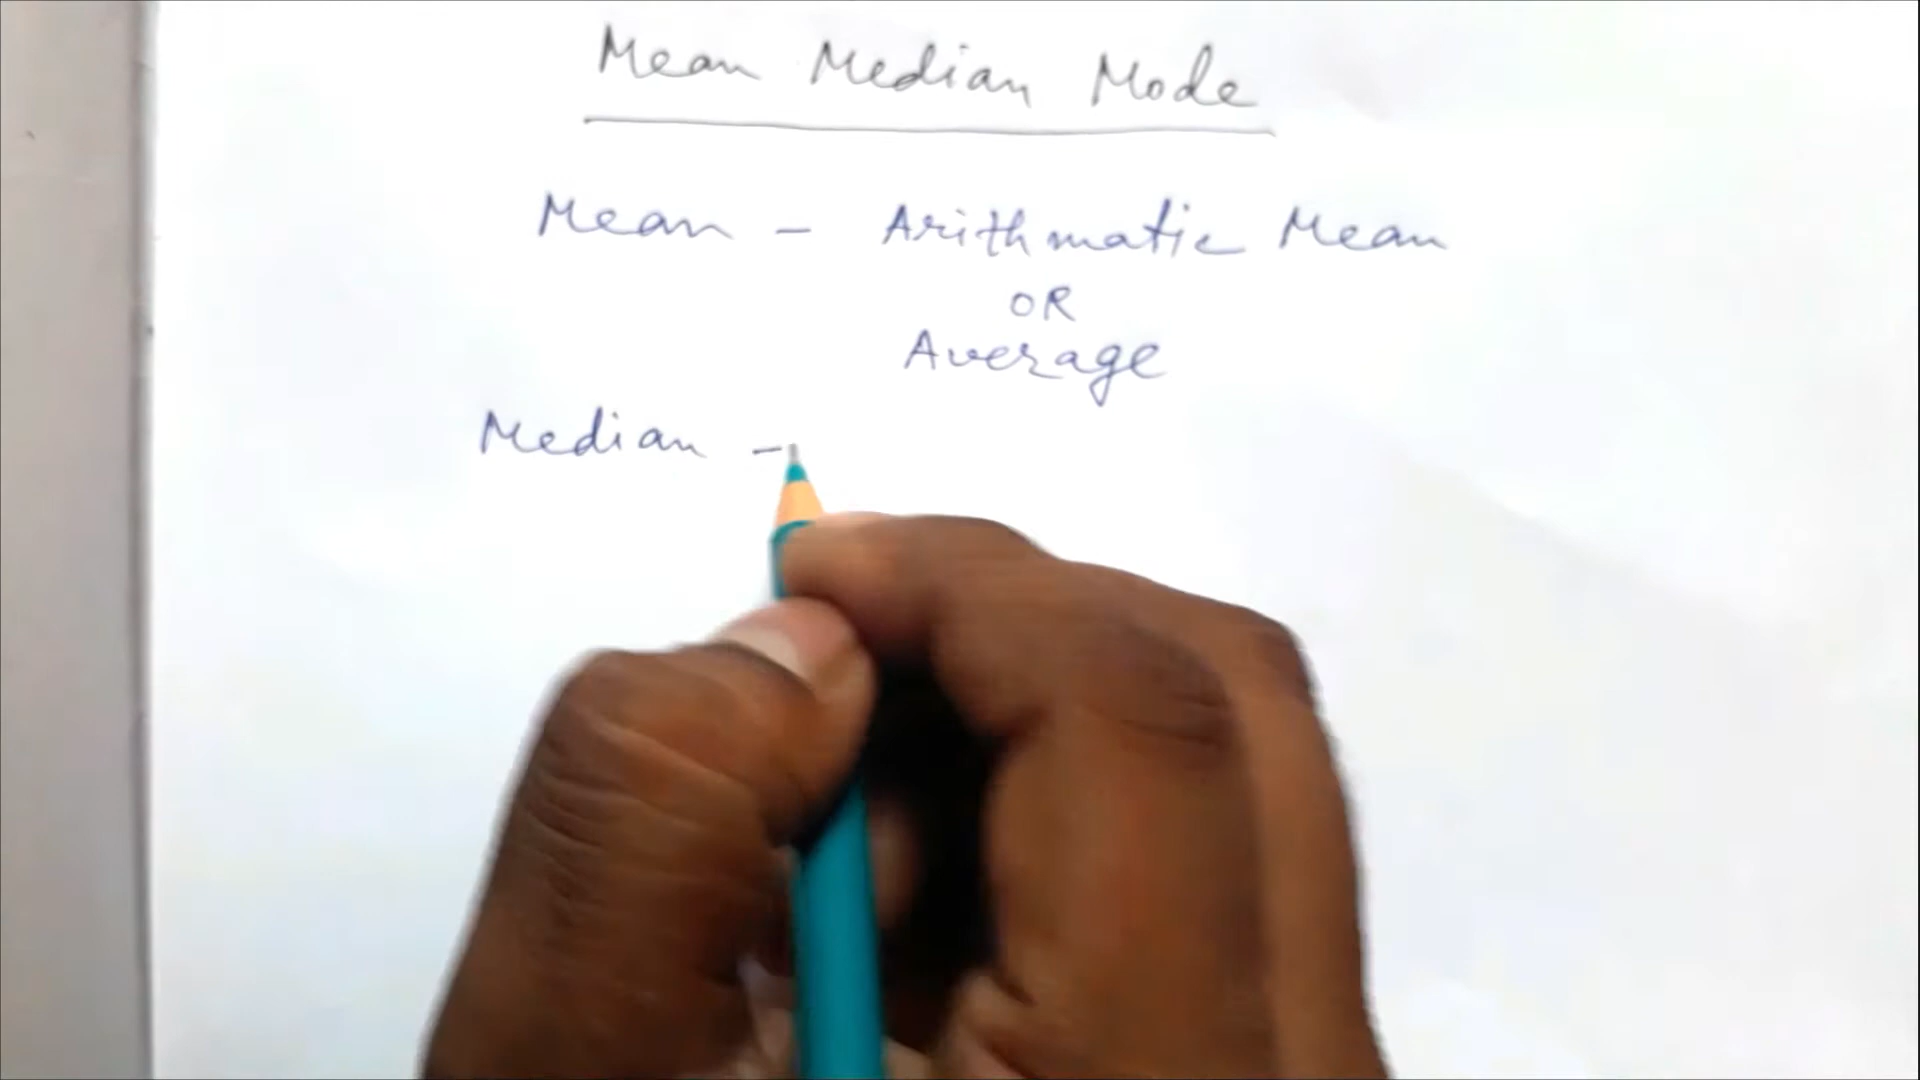 Mean Median Mode
Mean - Arithmatic Mean
OR
Average
Median -